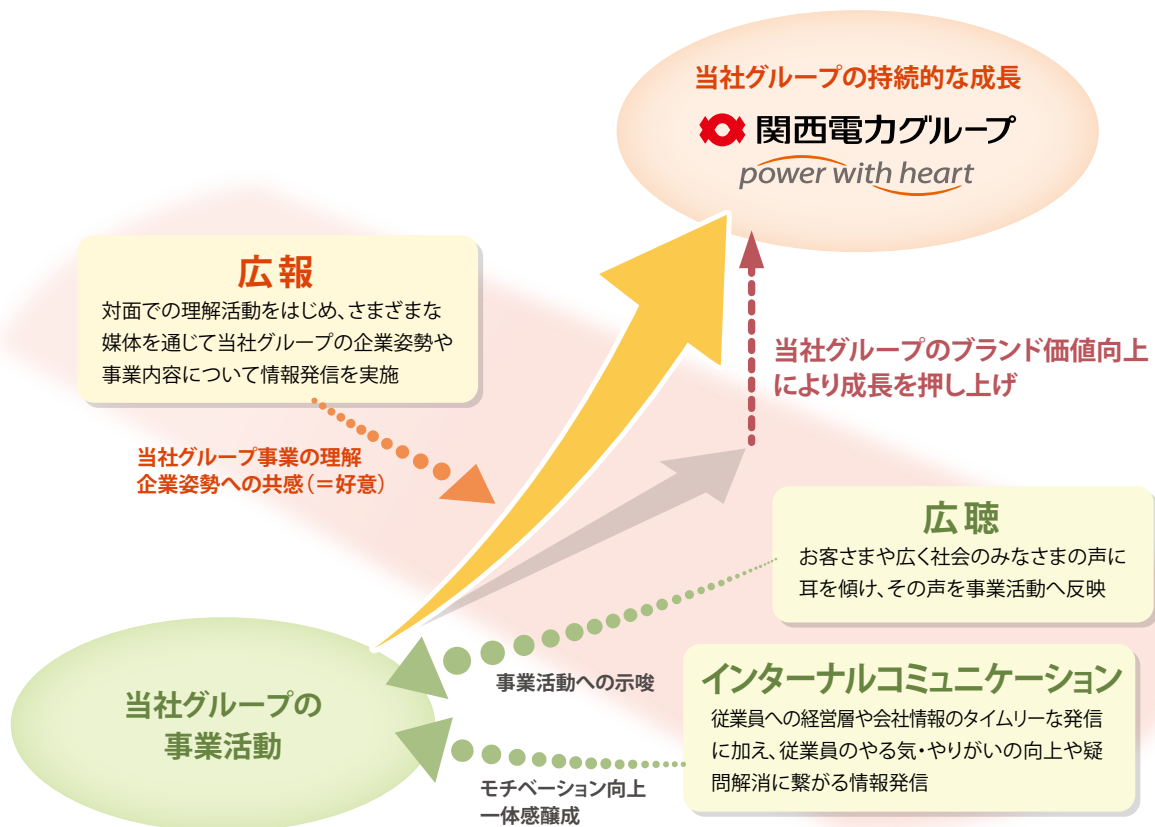 当社グループの持続的な成長
関西電力グループ
power with heart
広報
対面での理解活動をはじめ、さまざまな
媒体を通じて当社グループの企業姿勢や
事業内容について情報発信を実施
当社グループのブランド価値向上
により成長を押し上げ
当社グループ事業の理解
企業姿勢への共感(=好意)
広聴
お客さまや広く社会のみなさまの声に
耳を傾け、その声を事業活動へ反映
事業活動への示唆
インターナルコミュニケーション
従業員への経営層や会社情報のタイムリーな発信
に加え、従業員のやる気・やりがいの向上や疑
問解消に繋がる情報発信
当社グループの
事業活動
モチベーション向上
一体感醸成